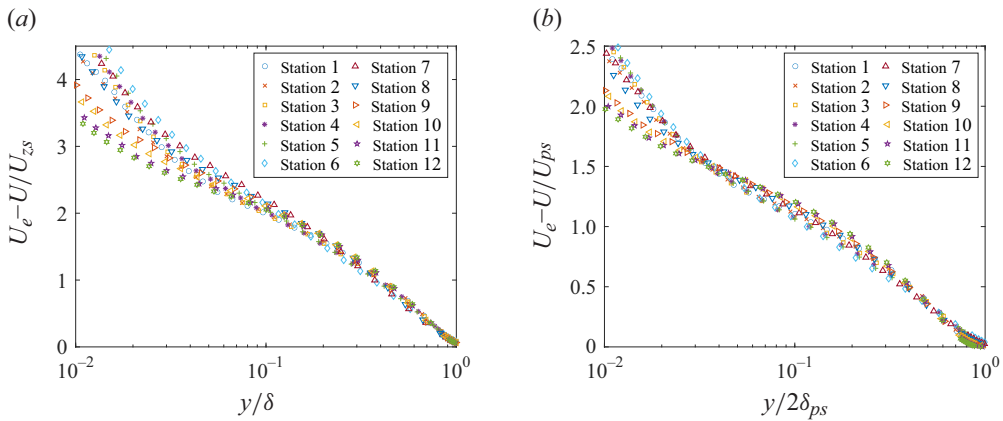 (a)
4
3
2
1
0
U_e – U/U_zs
Station 1 Station 7
Station 2 Station 8
Station 3 Station 9
Station 4 Station 10
Station 5 Station 11
Station 6 Station 12
10^–2 10^–1 10^0
y/δ
(b)
2.5
2.0
1.5
1.0
0.5
0
U_e – U/U_ps
Station 1 Station 7
Station 2 Station 8
Station 3 Station 9
Station 4 Station 10
Station 5 Station 11
Station 6 Station 12
10^–2 10^–1 10^0
y/2δ_ps